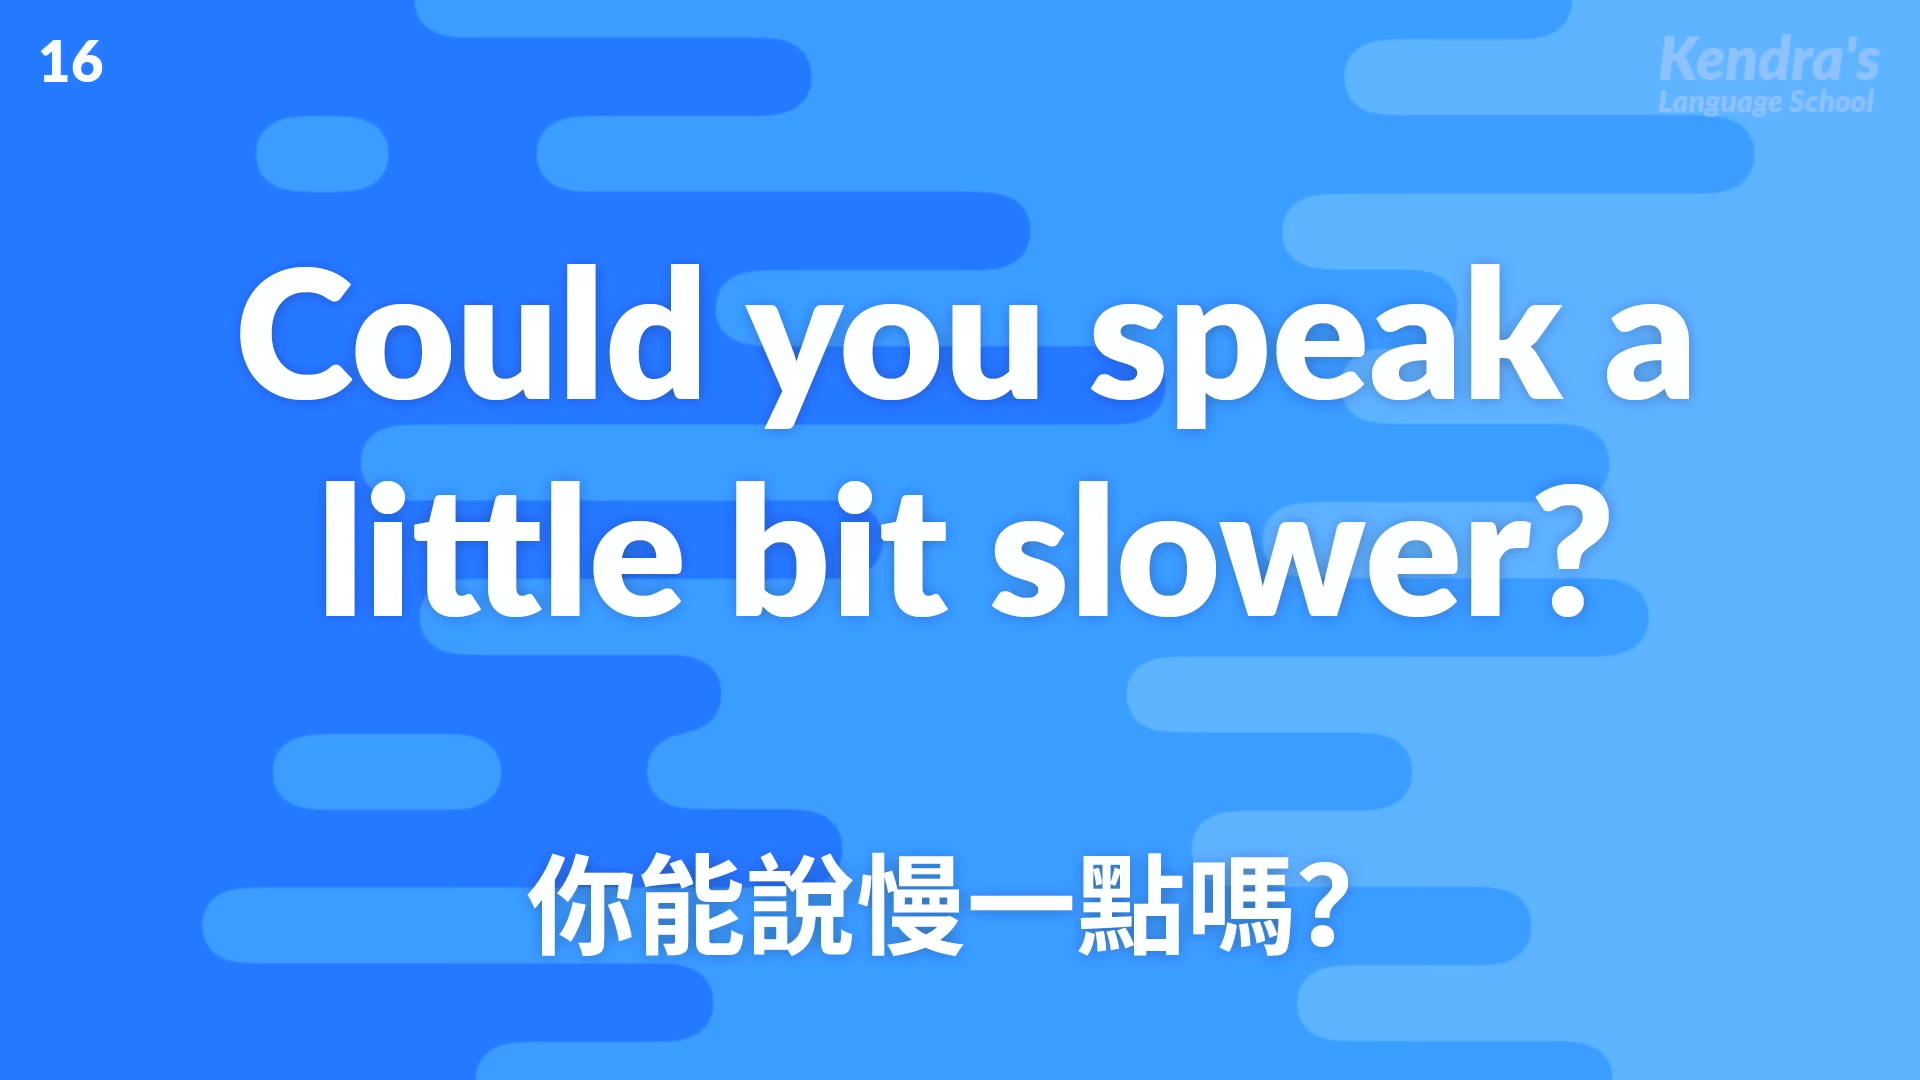 16
Kendra's
Language School
Could you speak a
little bit slower?
你能說慢一點嗎？